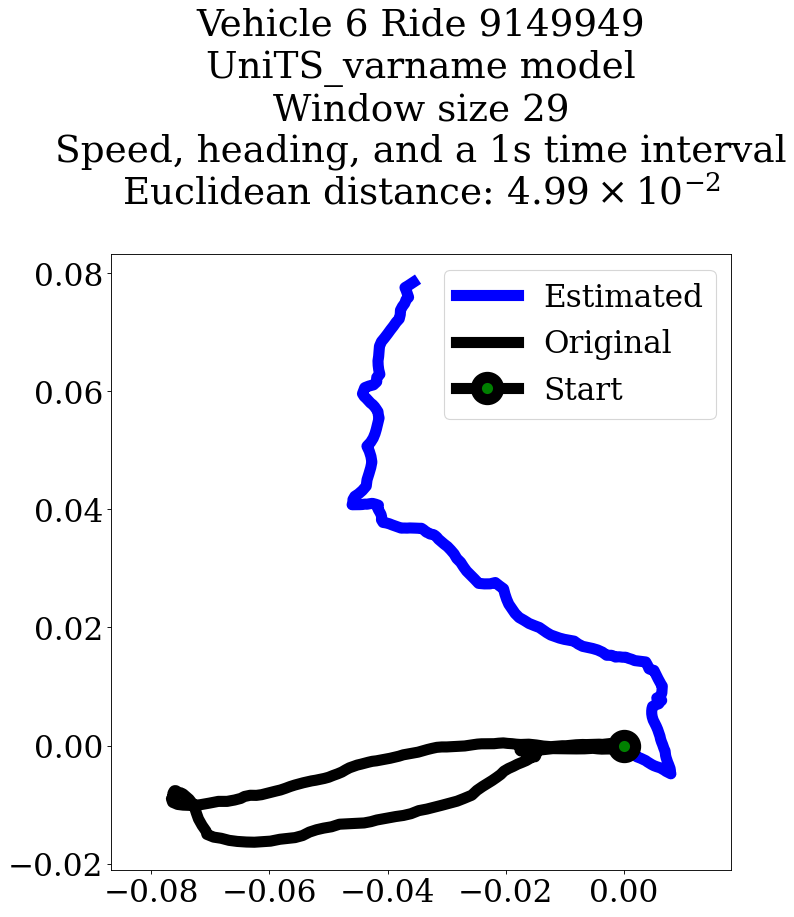 Vehicle 6 Ride 9149949
UniTS_varname model
Window size 29
Speed, heading, and a 1s time interval
Euclidean distance: 4.99 × 10⁻²
Estimated
Original
Start
0.08
0.06
0.04
0.02
0.00
−0.02
−0.08 −0.06 −0.04 −0.02 0.00